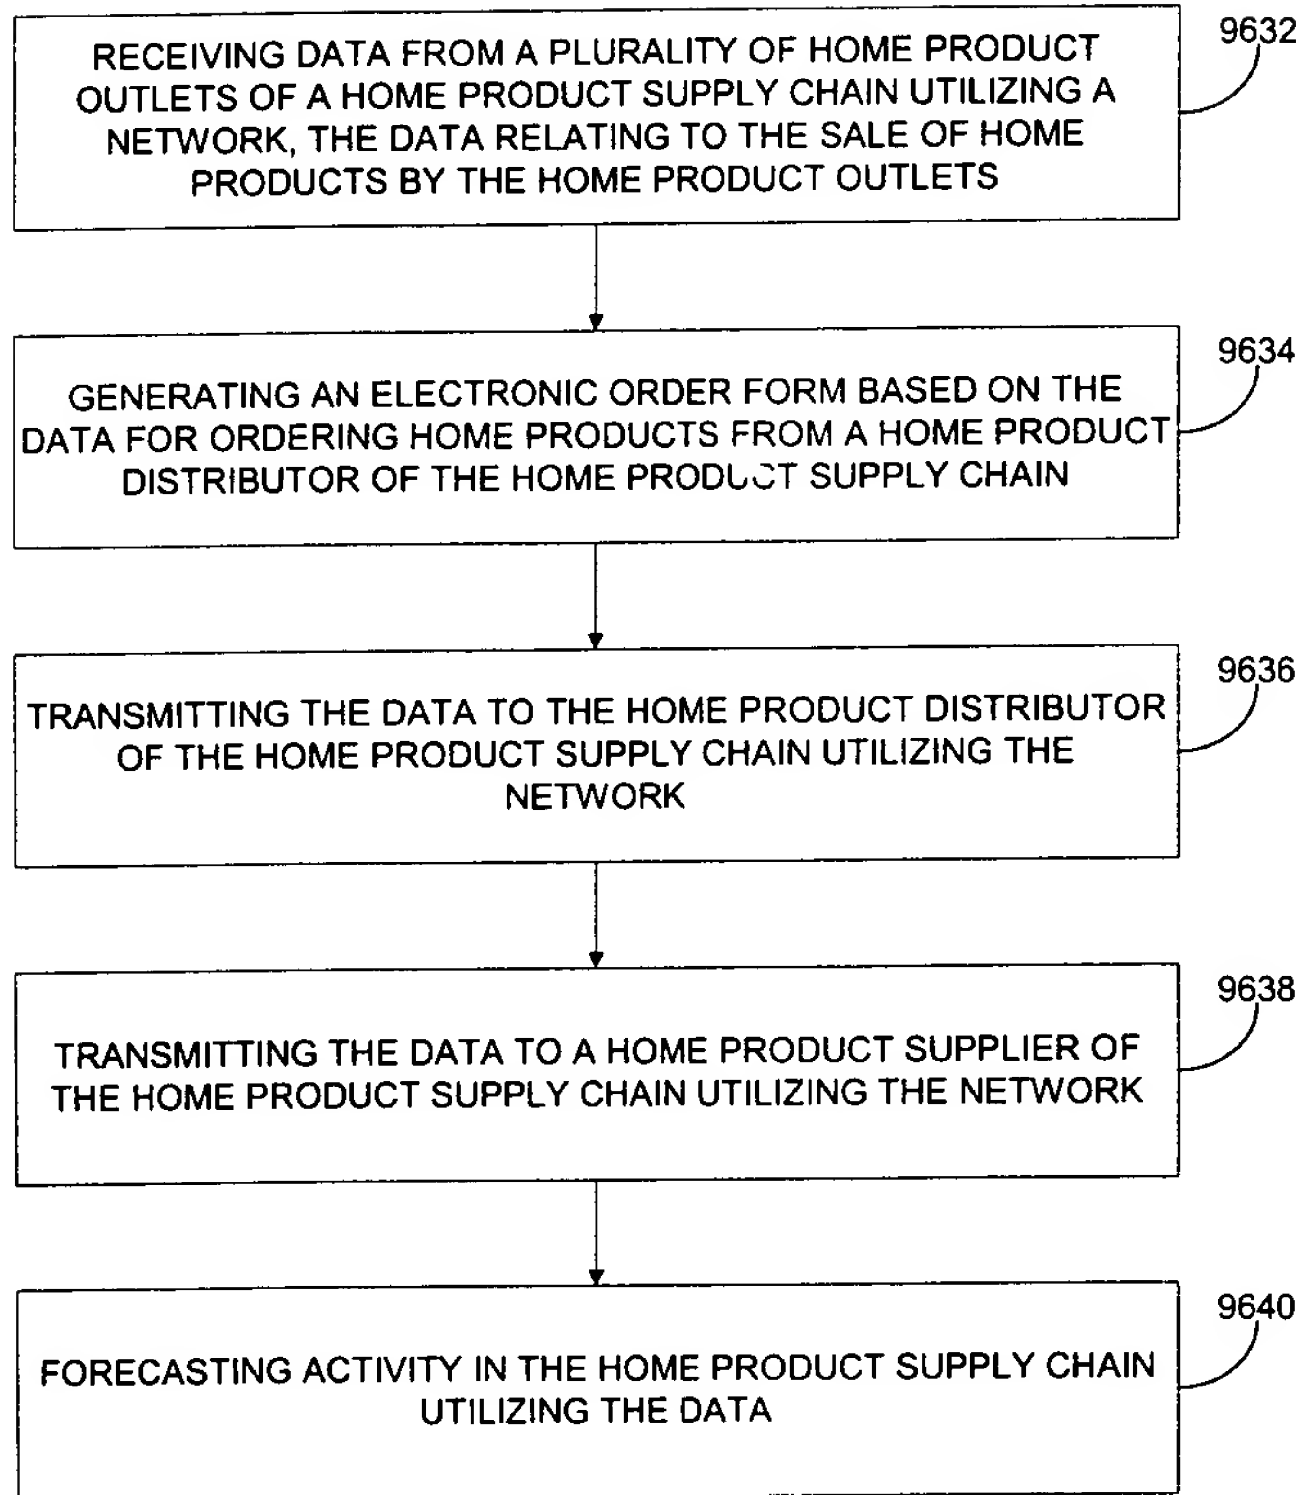 9632
RECEIVING DATA FROM A PLURALITY OF HOME PRODUCT
OUTLETS OF A HOME PRODUCT SUPPLY CHAIN UTILIZING A
NETWORK, THE DATA RELATING TO THE SALE OF HOME
PRODUCTS BY THE HOME PRODUCT OUTLETS
9634
GENERATING AN ELECTRONIC ORDER FORM BASED ON THE
DATA FOR ORDERING HOME PRODUCTS FROM A HOME PRODUCT
DISTRIBUTOR OF THE HOME PRODUCT SUPPLY CHAIN
9636
TRANSMITTING THE DATA TO THE HOME PRODUCT DISTRIBUTOR
OF THE HOME PRODUCT SUPPLY CHAIN UTILIZING THE
NETWORK
9638
TRANSMITTING THE DATA TO A HOME PRODUCT SUPPLIER OF
THE HOME PRODUCT SUPPLY CHAIN UTILIZING THE NETWORK
9640
FORECASTING ACTIVITY IN THE HOME PRODUCT SUPPLY CHAIN
UTILIZING THE DATA